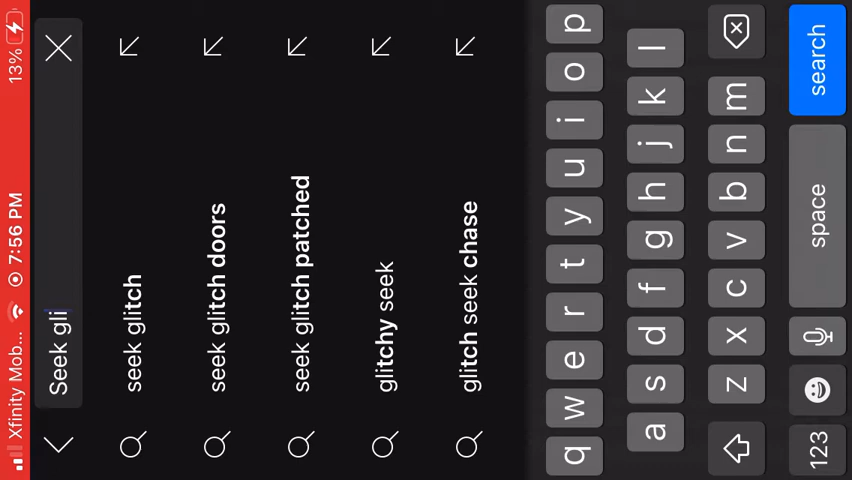 Xfinity Mob... 7:56 PM 13%
Seek gli
seek glitch
seek glitch doors
seek glitch patched
glitchy seek
glitch seek chase
q w e r t y u i o p
a s d f g h j k l
z x c v b n m
123 space search